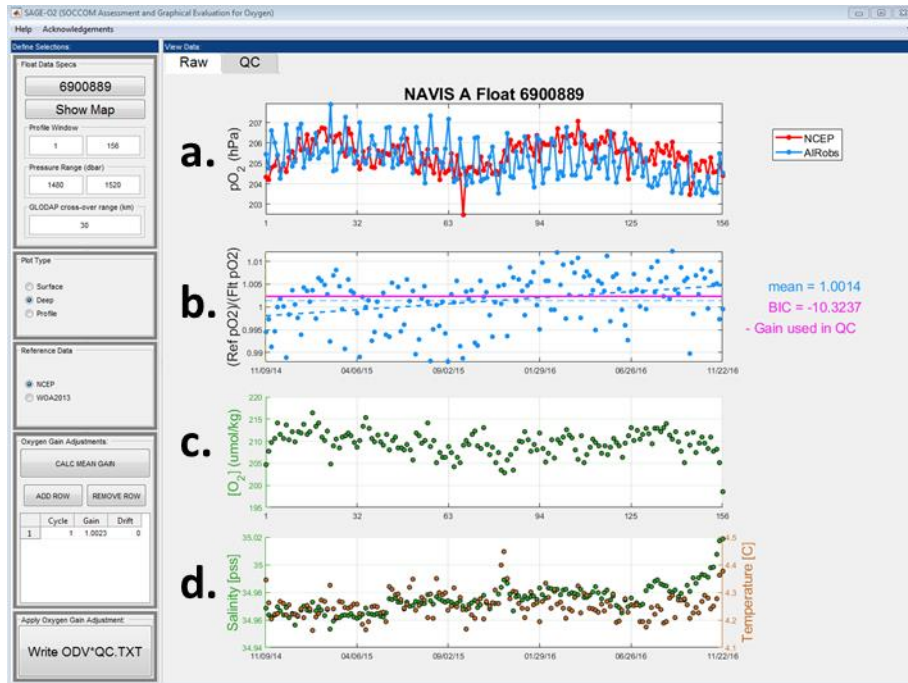 SAGE-O2 (SOCCOM Assessment and Graphical Evaluation for Oxygen)
Help Acknowledgements
Define Selections:
Float Data Specs
6900889
Show Map
Profile Window
1 156
Pressure Range (dbar)
1480 1520
GLODAP cross-over range (km)
30
Plot Type
Surface
Deep
Profile
Reference Data
NCEP
WOA2013
Oxygen Gain Adjustments:
CALC MEAN GAIN
ADD ROW REMOVE ROW
Cycle Gain Drift
1 1 1.0023 0
Apply Oxygen Gain Adjustment:
Write ODV*QC.TXT
View Data:
Raw QC
NAVIS A Float 6900889
a.
pO2 (hPa)
207
206
205
204
203
1 32 63 94 125 156
NCEP
AIRobs
b.
(Ref pO2)/(Flt pO2)
1.01
1.005
1
0.995
0.99
11/09/14 04/06/15 09/02/15 01/29/16 06/26/16 11/22/16
mean = 1.0014
BIC = -10.3237
- Gain used in QC
c.
[O2] (umol/kg)
220
215
210
205
200
195
1 32 63 94 125 156
d.
Salinity [pss]
35.02
35
34.98
34.96
34.94
11/09/14 04/06/15 09/02/15 01/29/16 06/26/16 11/22/16
4.5
4.4
4.3
4.2
4.1
Temperature [C]